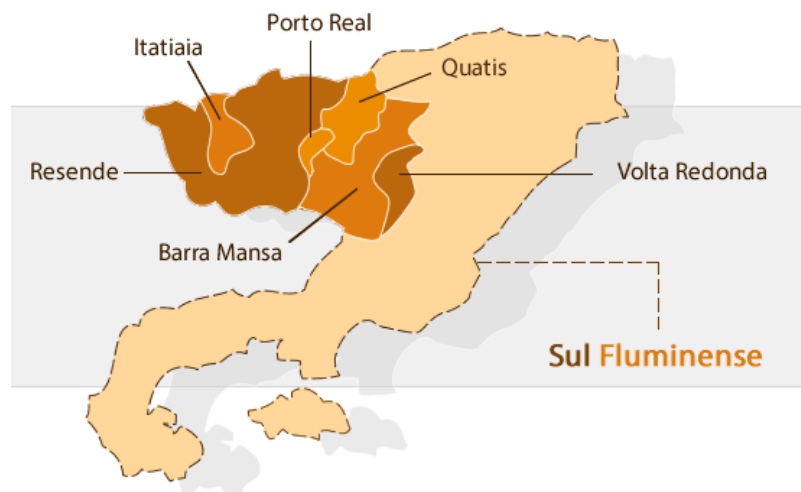 Porto Real
Itatiaia
Quatis
Resende
Volta Redonda
Barra Mansa
Sul Fluminense